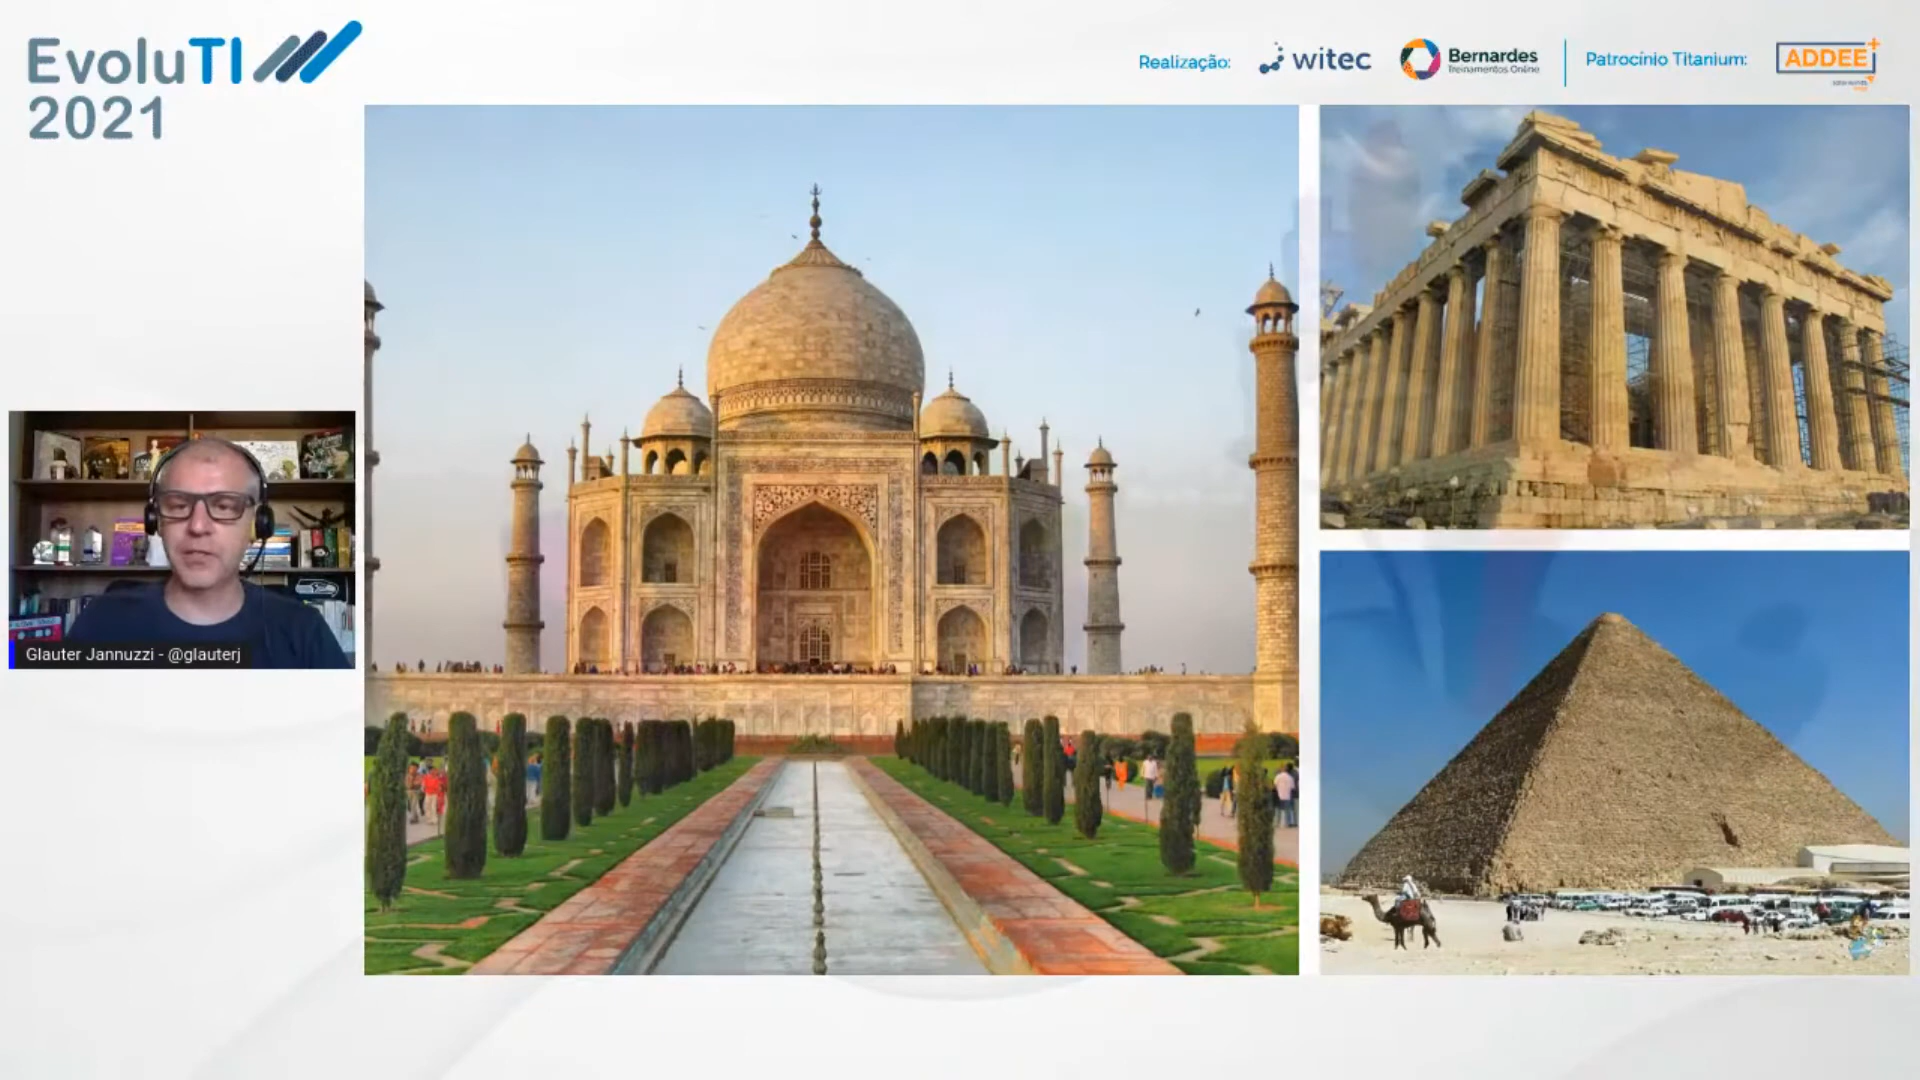 EvoluTI
2021
Realização:
witec
Bernardes
Treinamentos Online
Patrocínio Titanium:
ADDEE
Glauter Jannuzzi - @glauterj